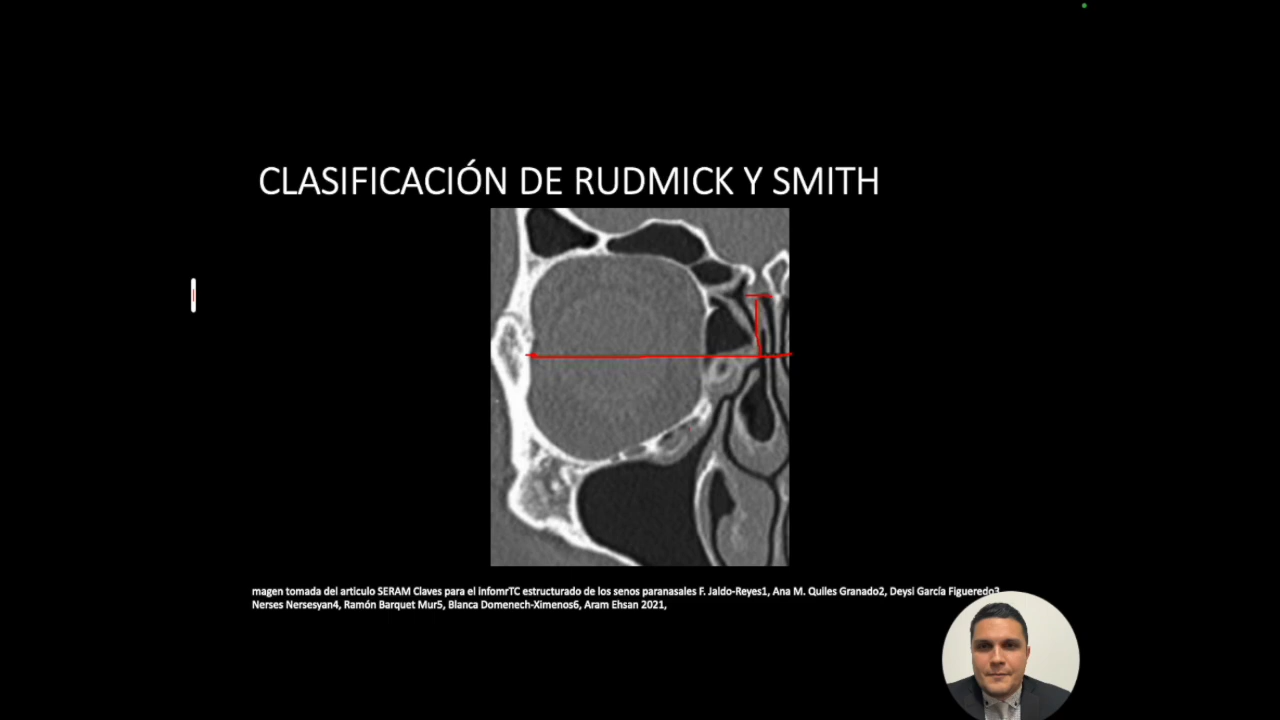 CLASIFICACIÓN DE RUDMICK Y SMITH
magen tomada del articulo SERAM Claves para el infomrTC estructurado de los senos paranasales F. Jaldo-Reyes1, Ana M. Quiles Granado2, Deysi García Figueredo3
Nerses Nersesyan4, Ramón Barquet Mur5, Blanca Domenech-Ximenos6, Aram Ehsan 2021,